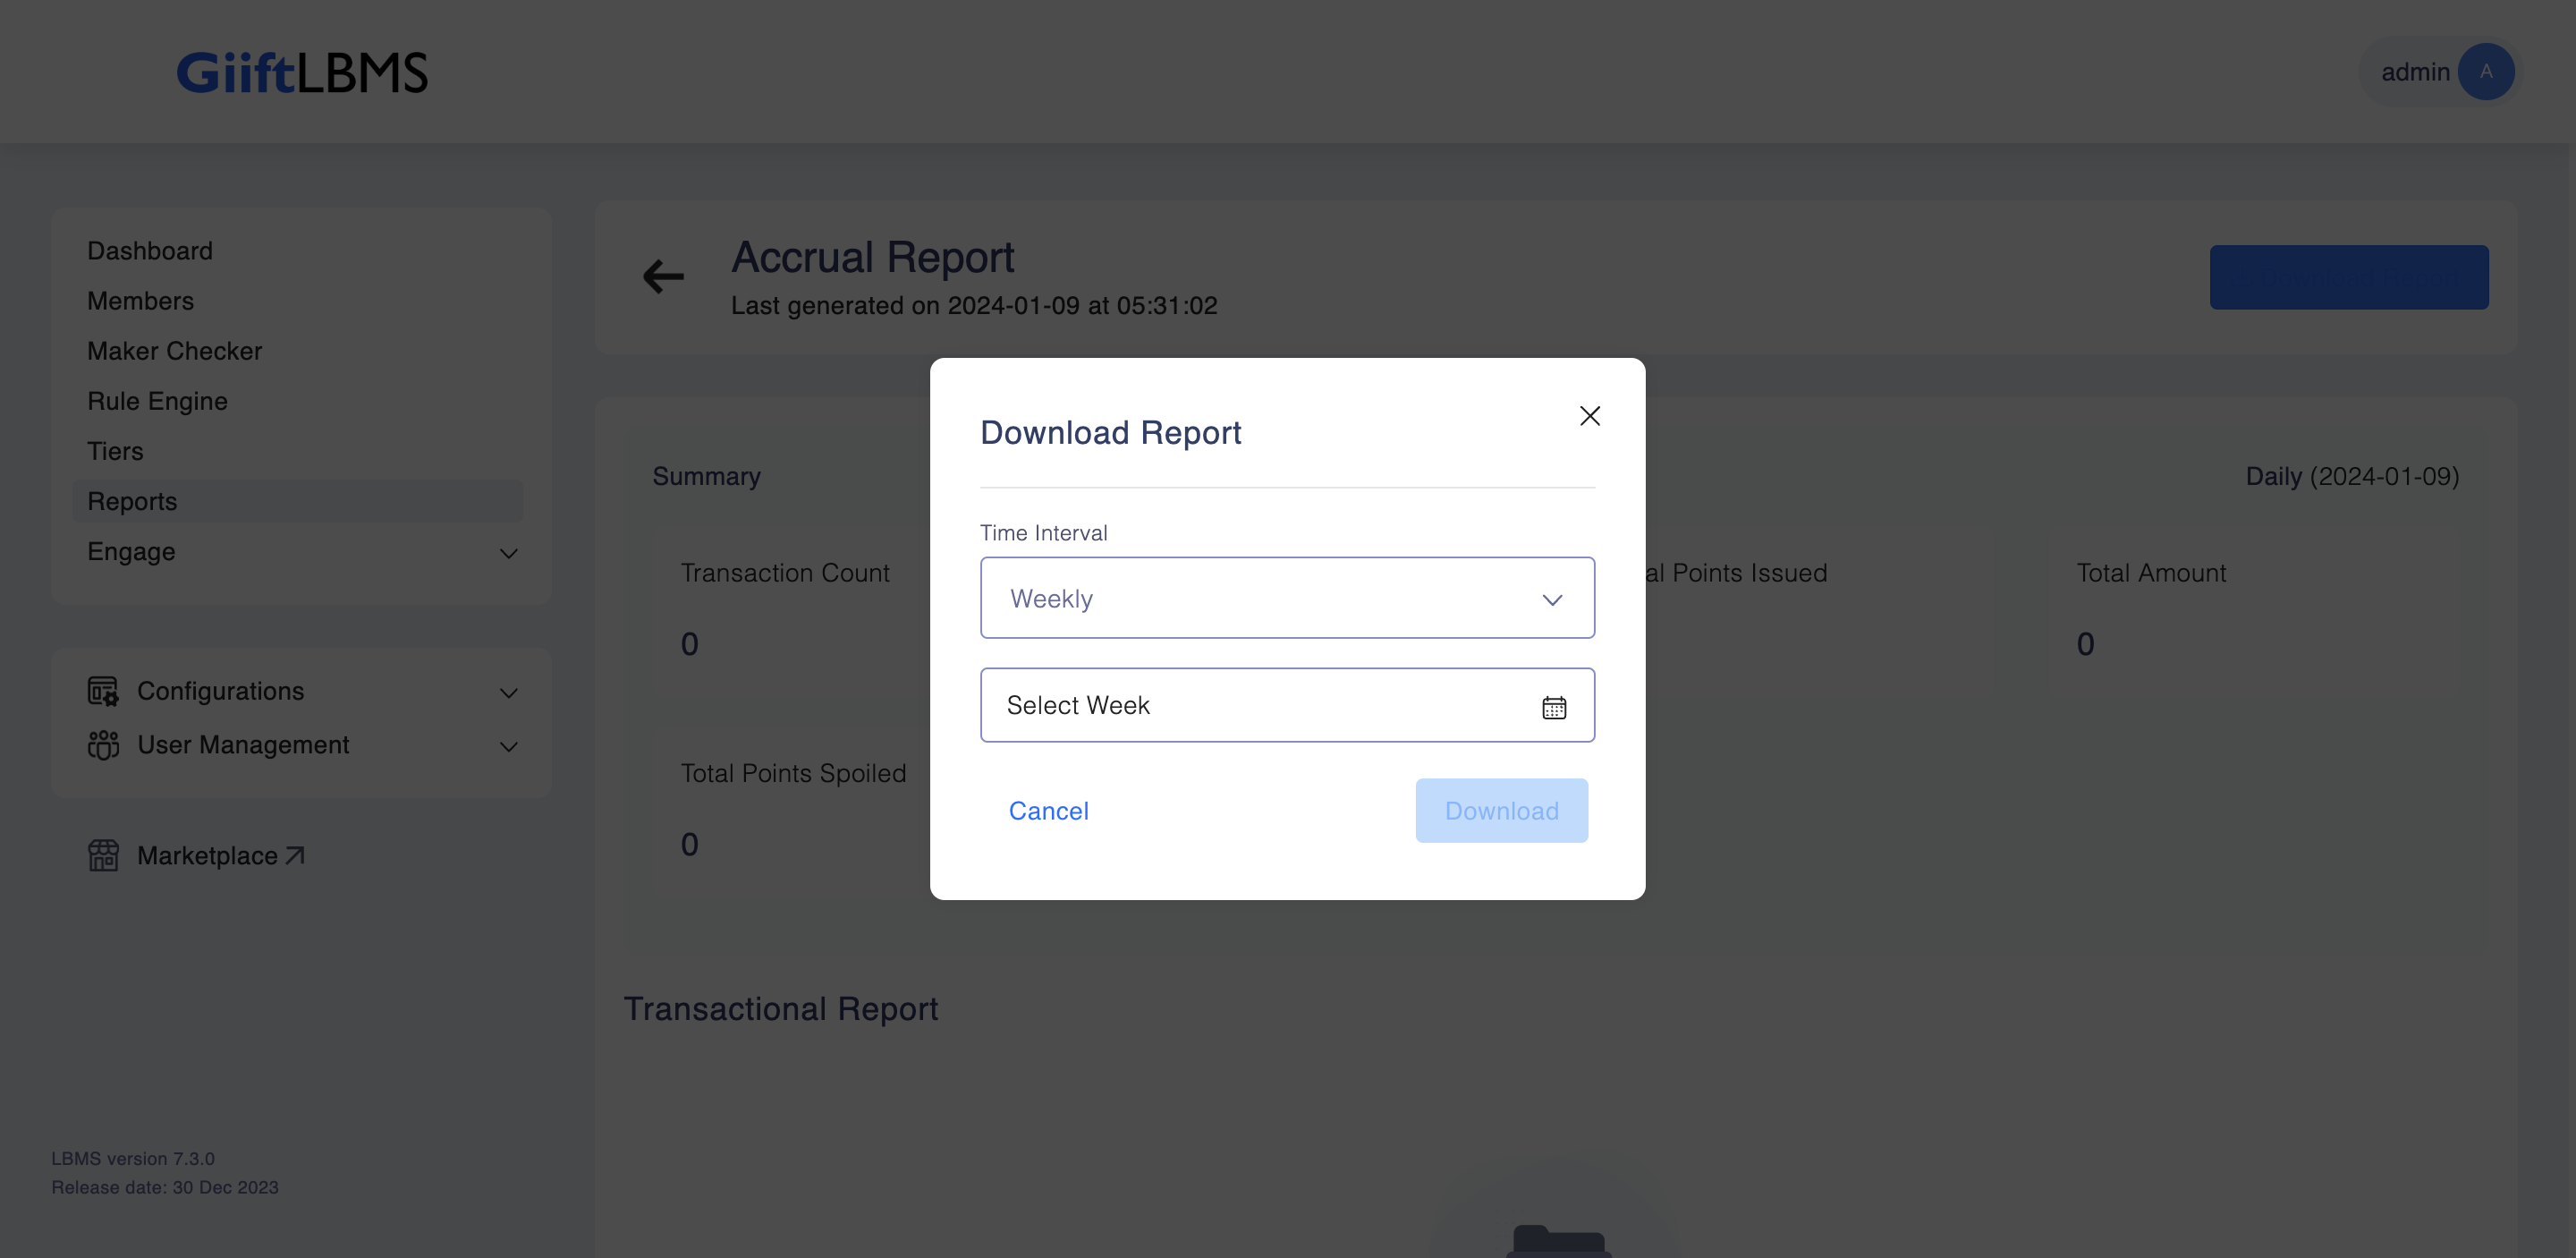 GiiftLBMS
admin
A
Dashboard
Members
Maker Checker
Rule Engine
Tiers
Reports
Engage
Configurations
User Management
Marketplace
LBMS version 7.3.0
Release date: 30 Dec 2023
Accrual Report
Last generated on 2024-01-09 at 05:31:02
Summary
Daily (2024-01-09)
Transaction Count
0
al Points Issued
Total Amount
0
Total Points Spoiled
0
Transactional Report
Download Report
Time Interval
Weekly
Select Week
Cancel
Download